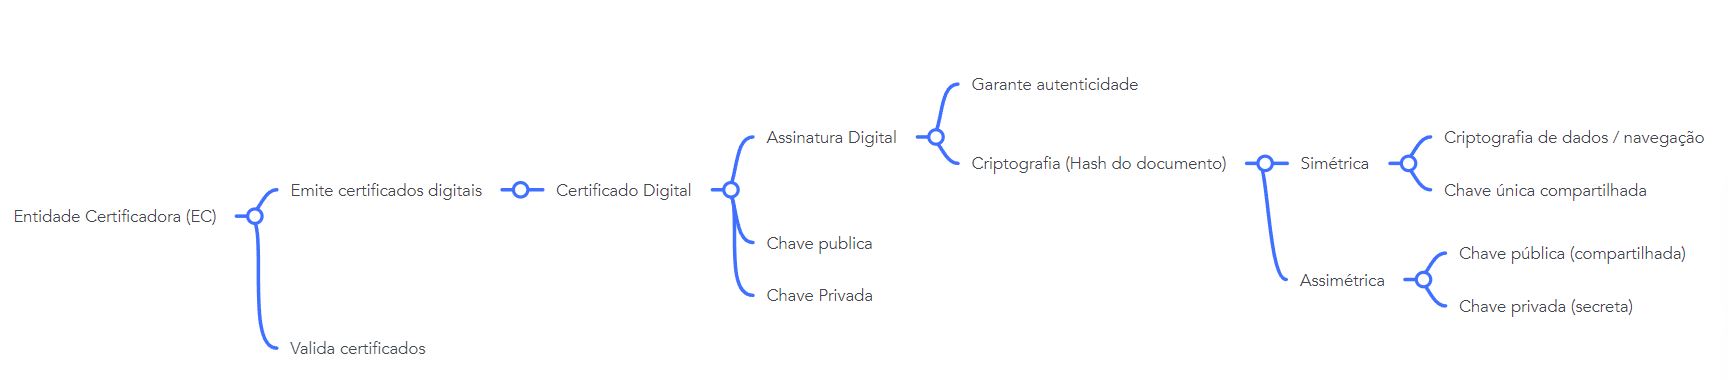 Entidade Certificadora (EC)
Emite certificados digitais
Certificado Digital
Assinatura Digital
Garante autenticidade
Criptografia (Hash do documento)
Simétrica
Criptografia de dados / navegação
Chave única compartilhada
Assimétrica
Chave pública (compartilhada)
Chave privada (secreta)
Chave publica
Chave Privada
Valida certificados